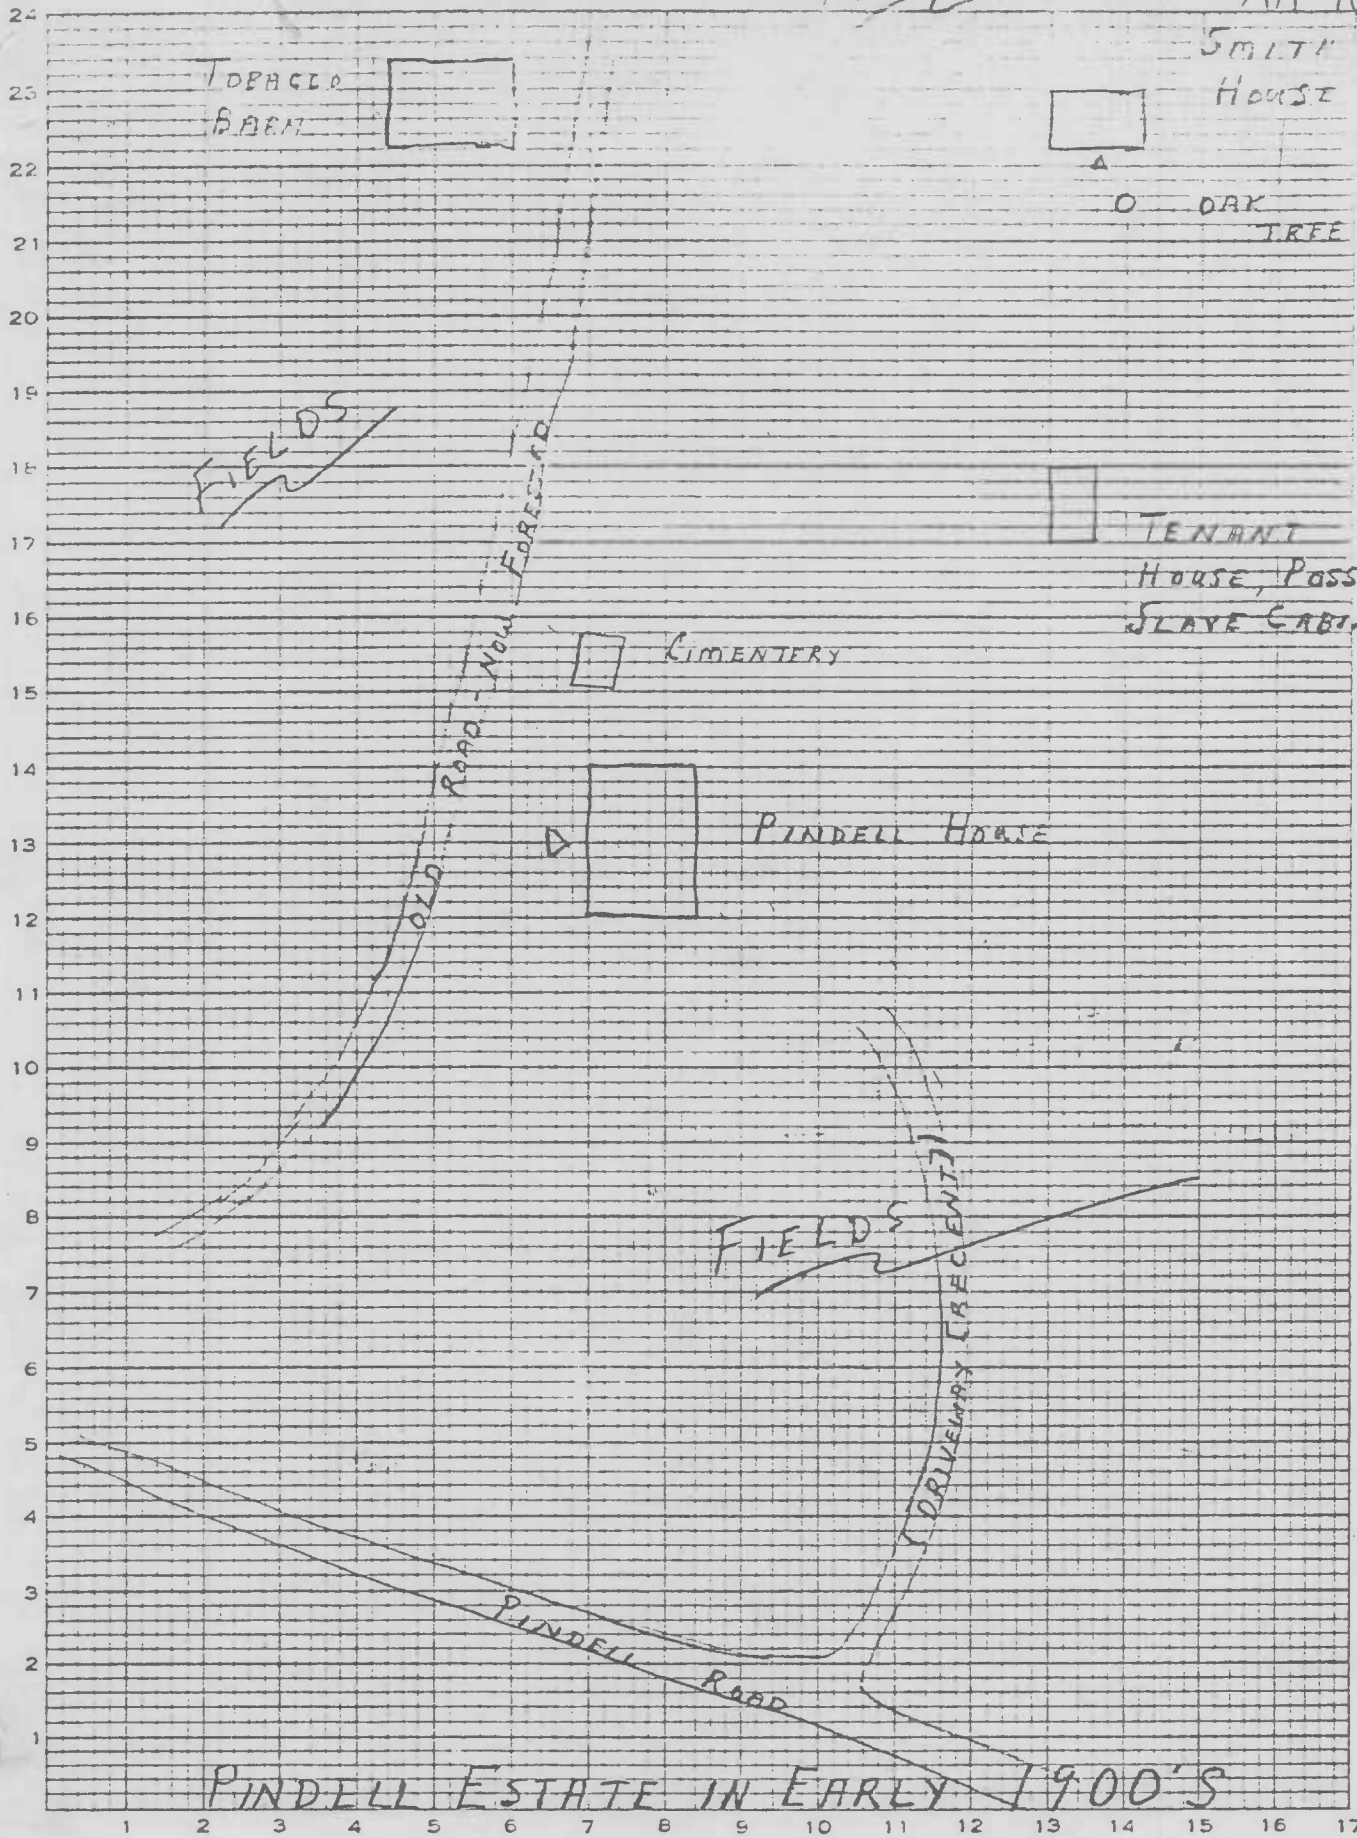 24
SMITH
HOUSE
TOBACCO
BARN
23
22
O OAK
TREE
21
20
19
FIELDS
18
17
TENANT
HOUSE, POSS
SLAVE CABIN
16
CIMENTERY
15
OLD ROAD - NOW FORESTED
14
PINDELL HOUSE
13
12
11
10
9
8
FIELDS
7
6
[DRIVEWAY (RECENT)]
5
4
3
PINDELL ROAD
2
1
PINDELL ESTATE IN EARLY 1900'S
1 2 3 4 5 6 7 8 9 10 11 12 13 14 15 16 17